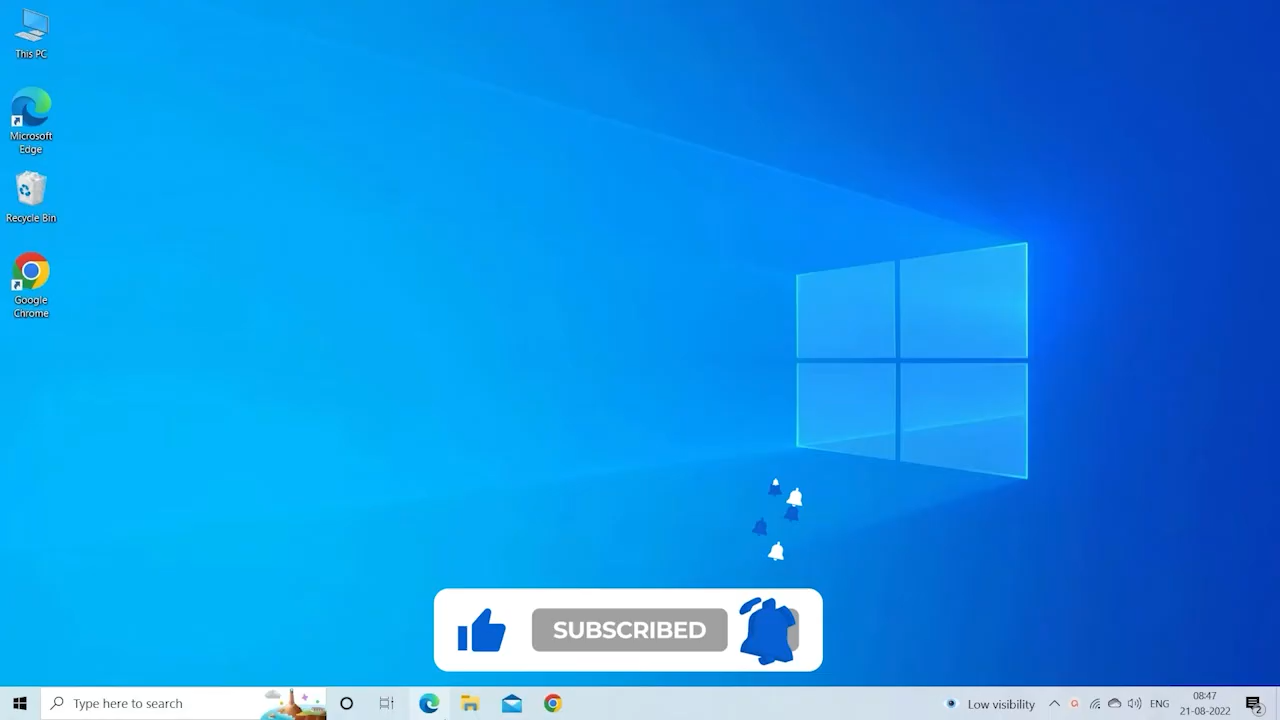 This PC
Microsoft
Edge
Recycle Bin
Google
Chrome
SUBSCRIBED
Type here to search
Low visibility
ENG
08:47
21-08-2022
2